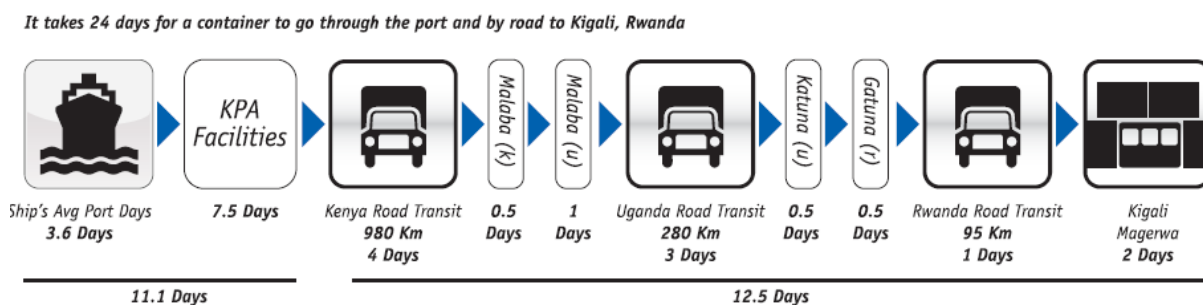 It takes 24 days for a container to go through the port and by road to Kigali, Rwanda
KPA
Facilities
Malaba (k)
Malaba (u)
Katuna (u)
Gatuna (r)
Ship's Avg Port Days
3.6 Days
7.5 Days
Kenya Road Transit
980 Km
4 Days
0.5
Days
1
Days
Uganda Road Transit
280 Km
3 Days
0.5
Days
0.5
Days
Rwanda Road Transit
95 Km
1 Days
Kigali
Magerwa
2 Days
11.1 Days
12.5 Days